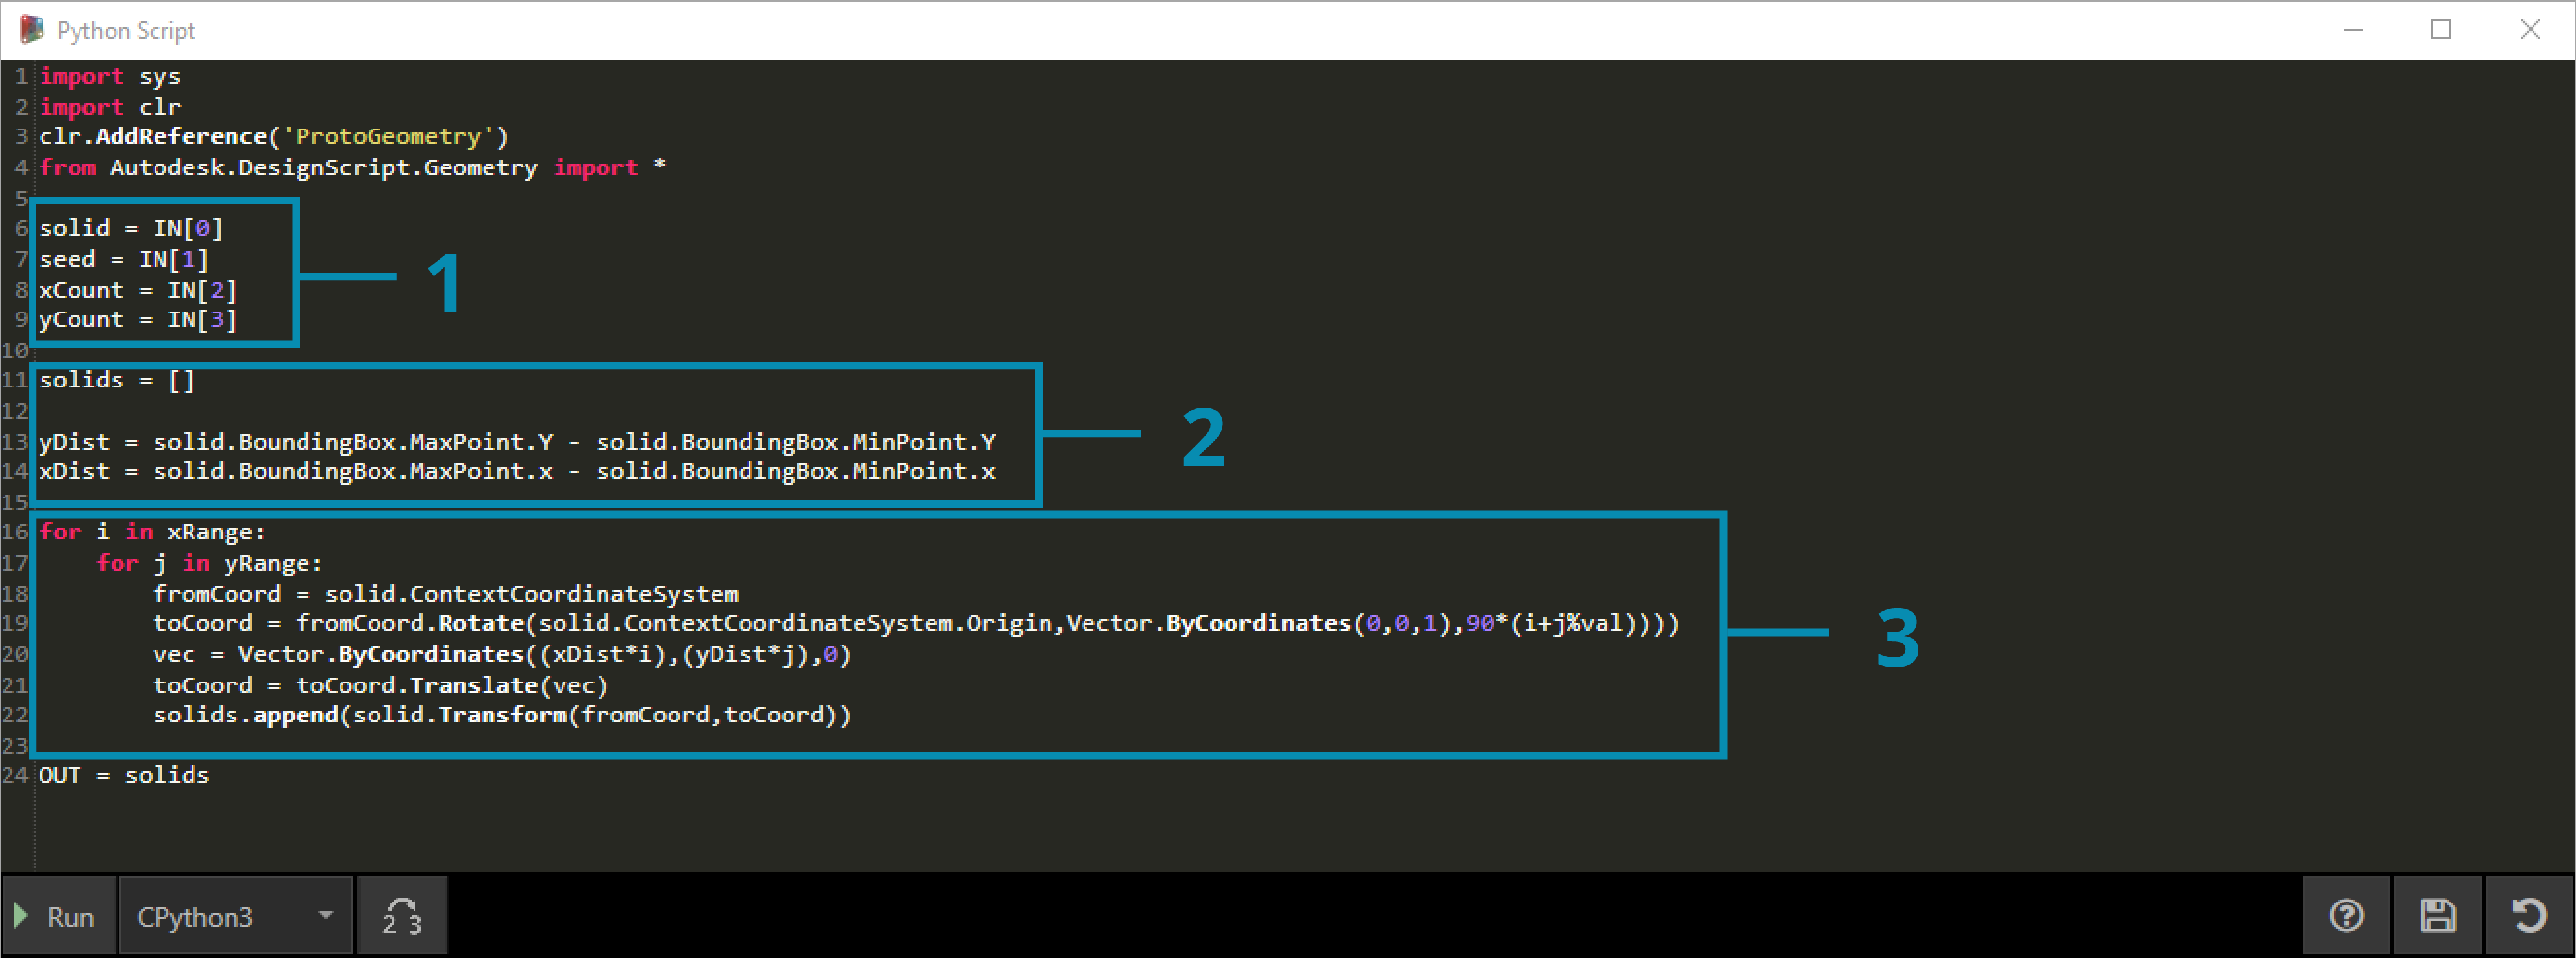 Python Script
1 import sys
2 import clr
3 clr.AddReference('ProtoGeometry')
4 from Autodesk.DesignScript.Geometry import *
5
6 solid = IN[0]
7 seed = IN[1]
8 xCount = IN[2]
9 yCount = IN[3]
1
10
11 solids = []
12
13 yDist = solid.BoundingBox.MaxPoint.Y - solid.BoundingBox.MinPoint.Y
14 xDist = solid.BoundingBox.MaxPoint.x - solid.BoundingBox.MinPoint.x
2
15
16 for i in xRange:
17     for j in yRange:
18         fromCoord = solid.ContextCoordinateSystem
19         toCoord = fromCoord.Rotate(solid.ContextCoordinateSystem.Origin,Vector.ByCoordinates(0,0,1),90*(i+j%val))))
20         vec = Vector.ByCoordinates((xDist*i),(yDist*j),0)
21         toCoord = toCoord.Translate(vec)
22         solids.append(solid.Transform(fromCoord,toCoord))
3
23
24 OUT = solids
Run CPython3 2 3 ?